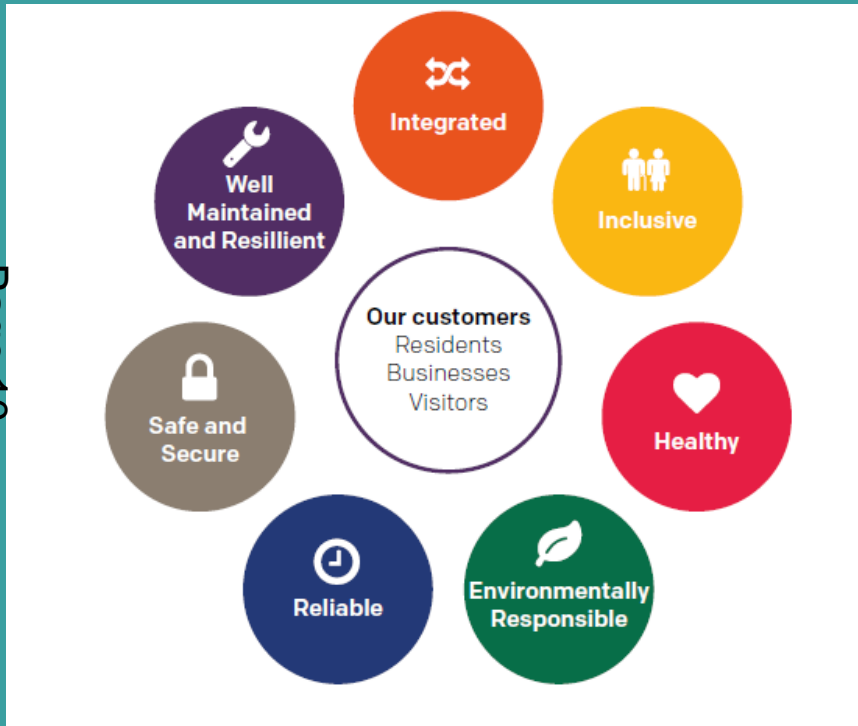 Integrated
Inclusive
Healthy
Environmentally
Responsible
Reliable
Safe and
Secure
Well
Maintained
and Resillient
Our customers
Residents
Businesses
Visitors